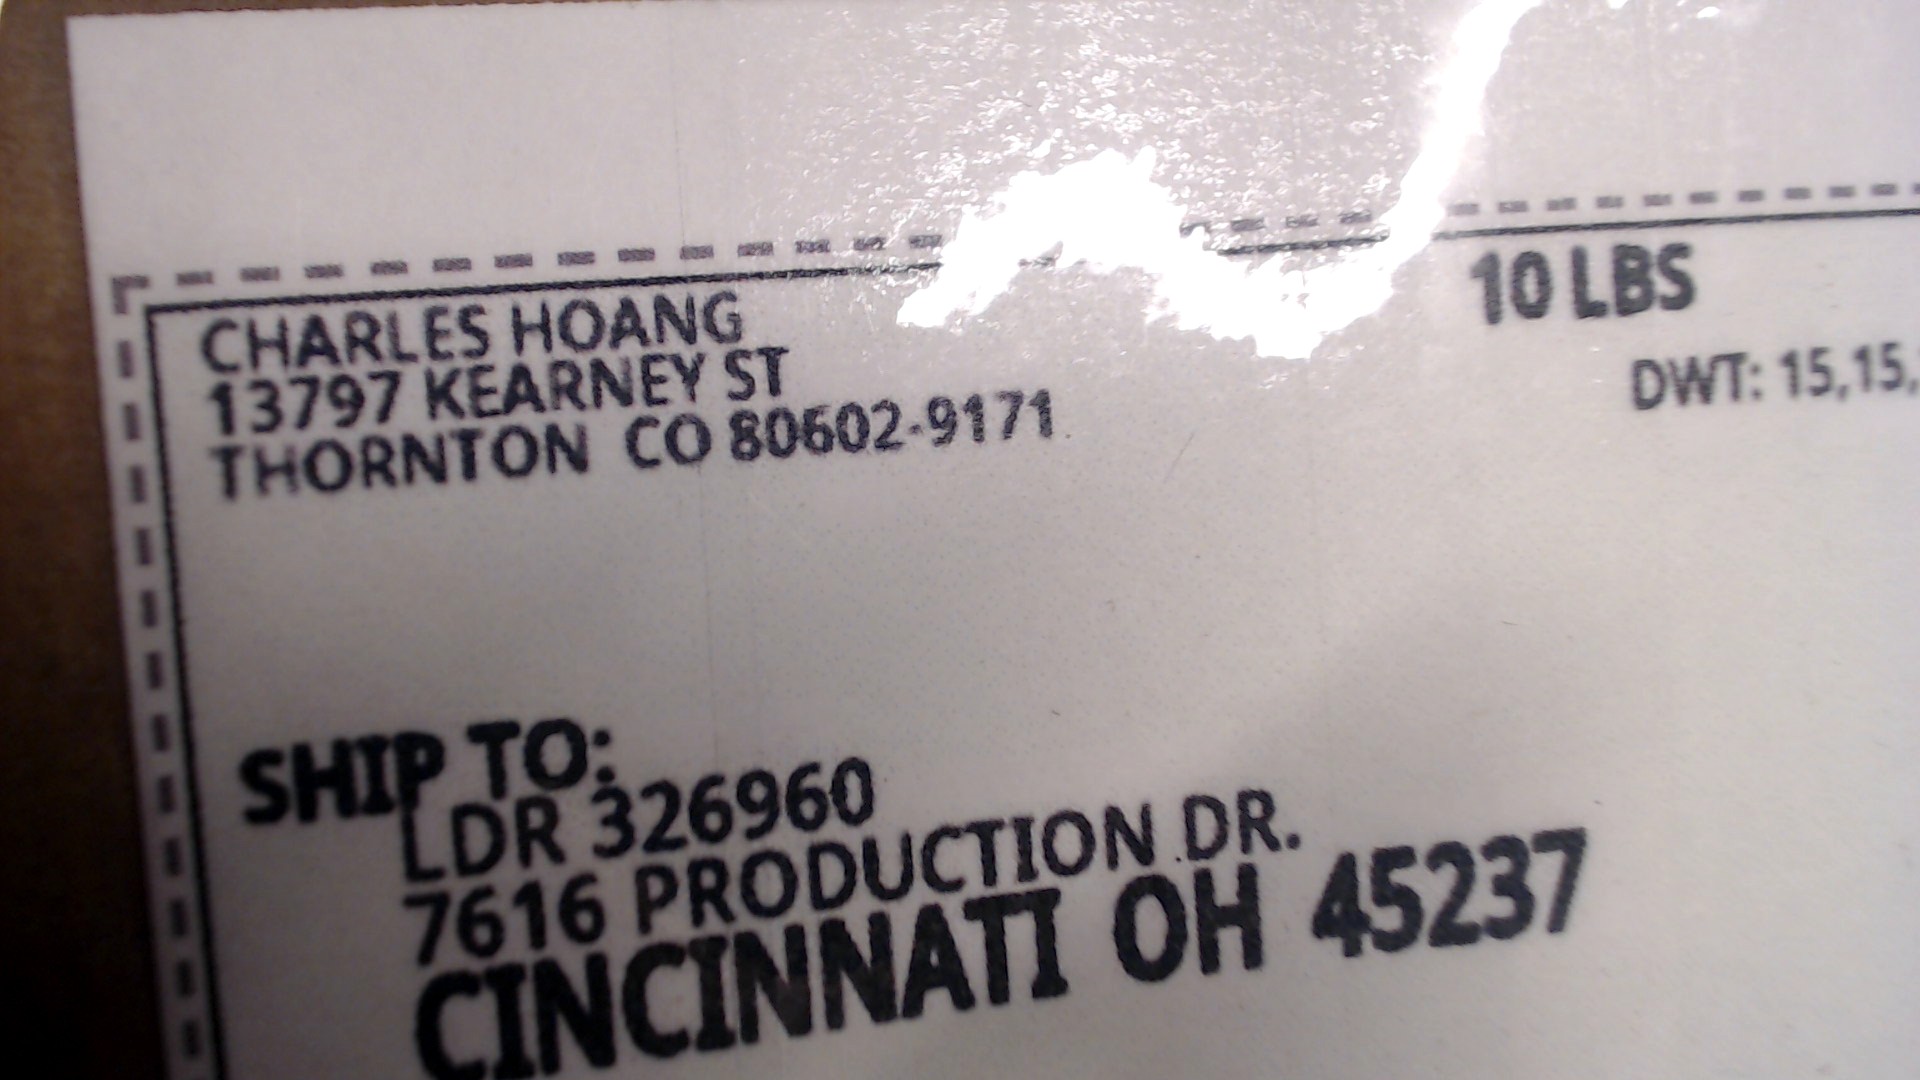 CHARLES HOANG
13797 KEARNEY ST
THORNTON CO 80602-9171
10 LBS
DWT: 15,15,
SHIP TO:
LDR 326960
7616 PRODUCTION DR.
CINCINNATI OH 45237